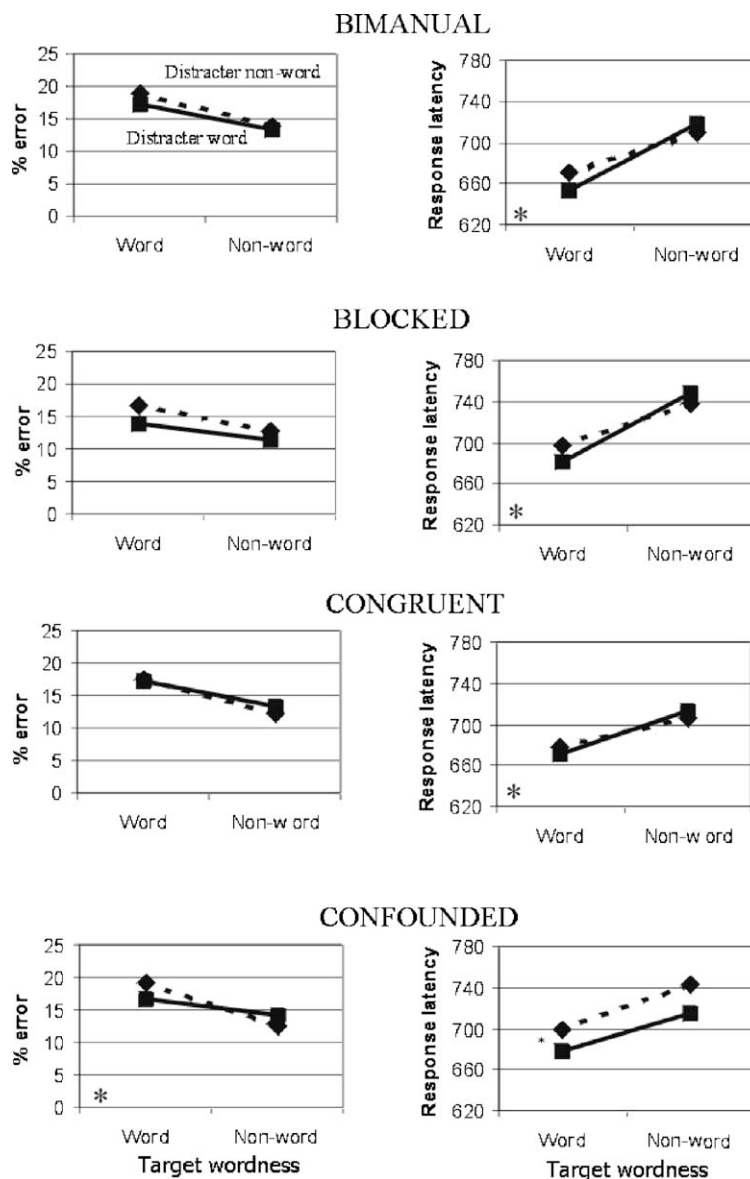 BIMANUAL
25
20
15
10
5
0
% error
Distracter non-word
Distracter word
Word
Non-word
780
740
700
660
620
Response latency
*
Word
Non-word
BLOCKED
25
20
15
10
5
0
% error
Word
Non-word
780
740
700
660
620
Response latency
*
Word
Non-word
CONGRUENT
25
20
15
10
5
0
% error
Word
Non-word
780
740
700
660
620
Response latency
*
Word
Non-word
CONFOUNDED
25
20
15
10
5
0
% error
*
Word
Non-word
Target wordness
780
740
700
660
620
Response latency
*
Word
Non-word
Target wordness